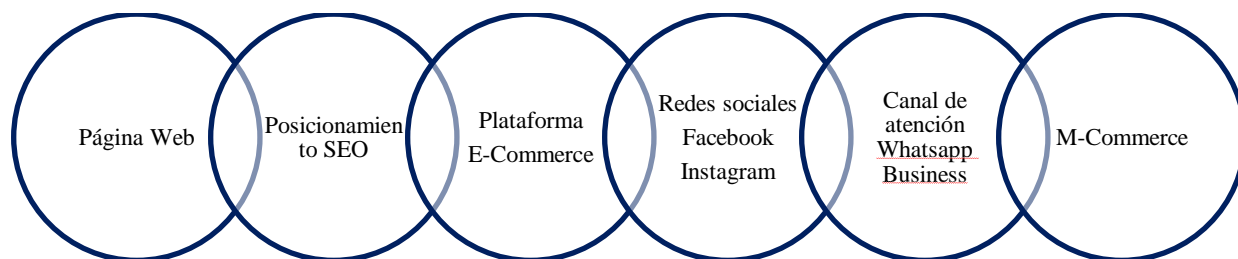 Página Web
Posicionamien
to SEO
Plataforma
E-Commerce
Redes sociales
Facebook
Instagram
Canal de
atención
Whatsapp
Business
M-Commerce